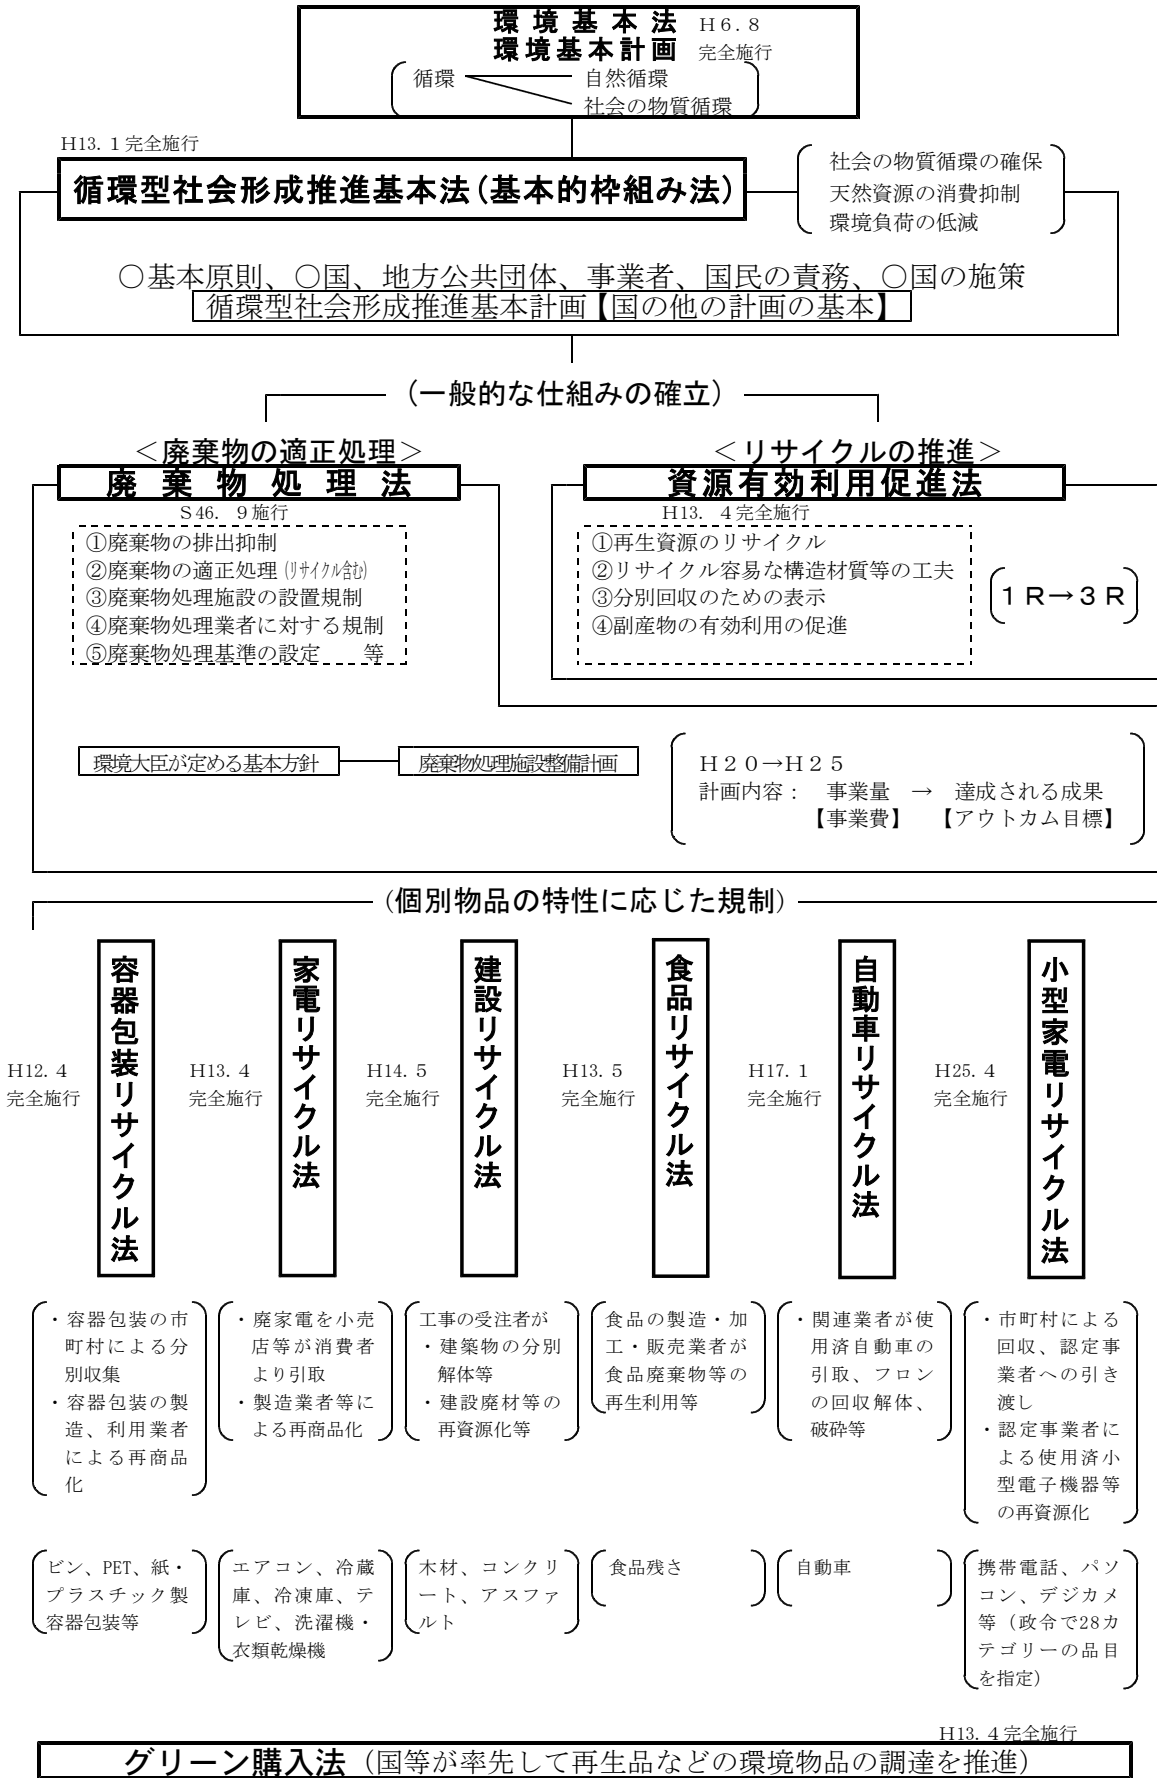 環境基本法 H6.8
環境基本計画 完全施行
循環 自然循環
社会の物質循環
H13.1完全施行
循環型社会形成推進基本法(基本的枠組み法)
社会の物質循環の確保
天然資源の消費抑制
環境負荷の低減
○基本原則、○国、地方公共団体、事業者、国民の責務、○国の施策
循環型社会形成推進基本計画【国の他の計画の基本】
(一般的な仕組みの確立)
<廃棄物の適正処理>
廃棄物処理法
S46. 9施行
①廃棄物の排出抑制
②廃棄物の適正処理(リサイクル含む)
③廃棄物処理施設の設置規制
④廃棄物処理業者に対する規制
⑤廃棄物処理基準の設定 等
<リサイクルの推進>
資源有効利用促進法
H13. 4完全施行
①再生資源のリサイクル
②リサイクル容易な構造材質等の工夫
③分別回収のための表示
④副産物の有効利用の促進
1R→3R
環境大臣が定める基本方針
廃棄物処理施設整備計画
H20→H25
計画内容: 事業量 → 達成される成果
【事業費】 【アウトカム目標】
(個別物品の特性に応じた規制)
H12.4
完全施行
容器包装リサイクル法
H13.4
完全施行
家電リサイクル法
H14.5
完全施行
建設リサイクル法
H13.5
完全施行
食品リサイクル法
H17.1
完全施行
自動車リサイクル法
H25.4
完全施行
小型家電リサイクル法
・容器包装の市
町村による分
別収集
・容器包装の製
造、利用業者
による再商品
化
・廃家電を小売
店等が消費者
より引取
・製造業者等に
よる再商品化
工事の受注者が
・建築物の分別
解体等
・建設廃材等の
再資源化等
食品の製造・加
工・販売業者が
食品廃棄物等の
再生利用等
・関連業者が使
用済自動車の
引取、フロン
の回収解体、
破砕等
・市町村による
回収、認定事
業者への引き
渡し
・認定事業者に
よる使用済小
型電子機器等
の再資源化
ビン、PET、紙・
プラスチック製
容器包装等
エアコン、冷蔵
庫、冷凍庫、テ
レビ、洗濯機・
衣類乾燥機
木材、コンクリ
ート、アスファ
ルト
食品残さ
自動車
携帯電話、パソ
コン、デジカメ
等(政令で28カ
テゴリーの品目
を指定)
H13.4完全施行
グリーン購入法(国等が率先して再生品などの環境物品の調達を推進)